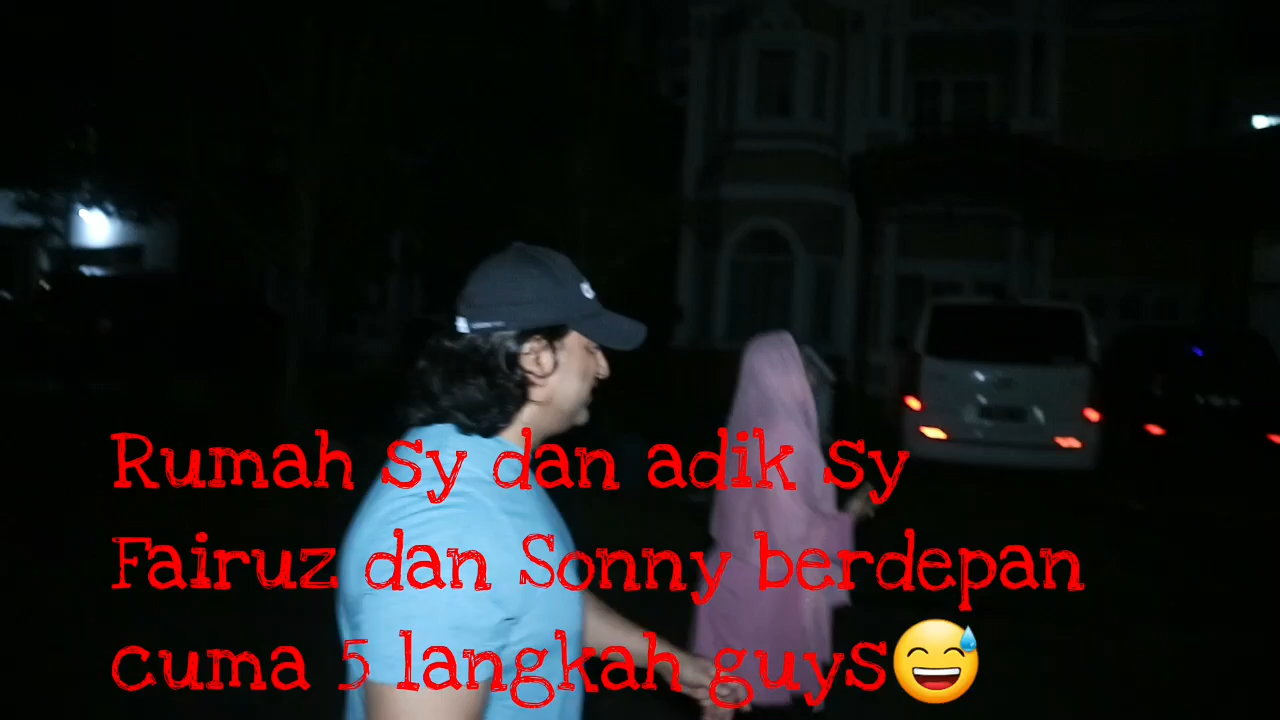 Rumah sy dan adik sy
Fairuz dan Sonny berdepan
cuma 5 langkah guys😅